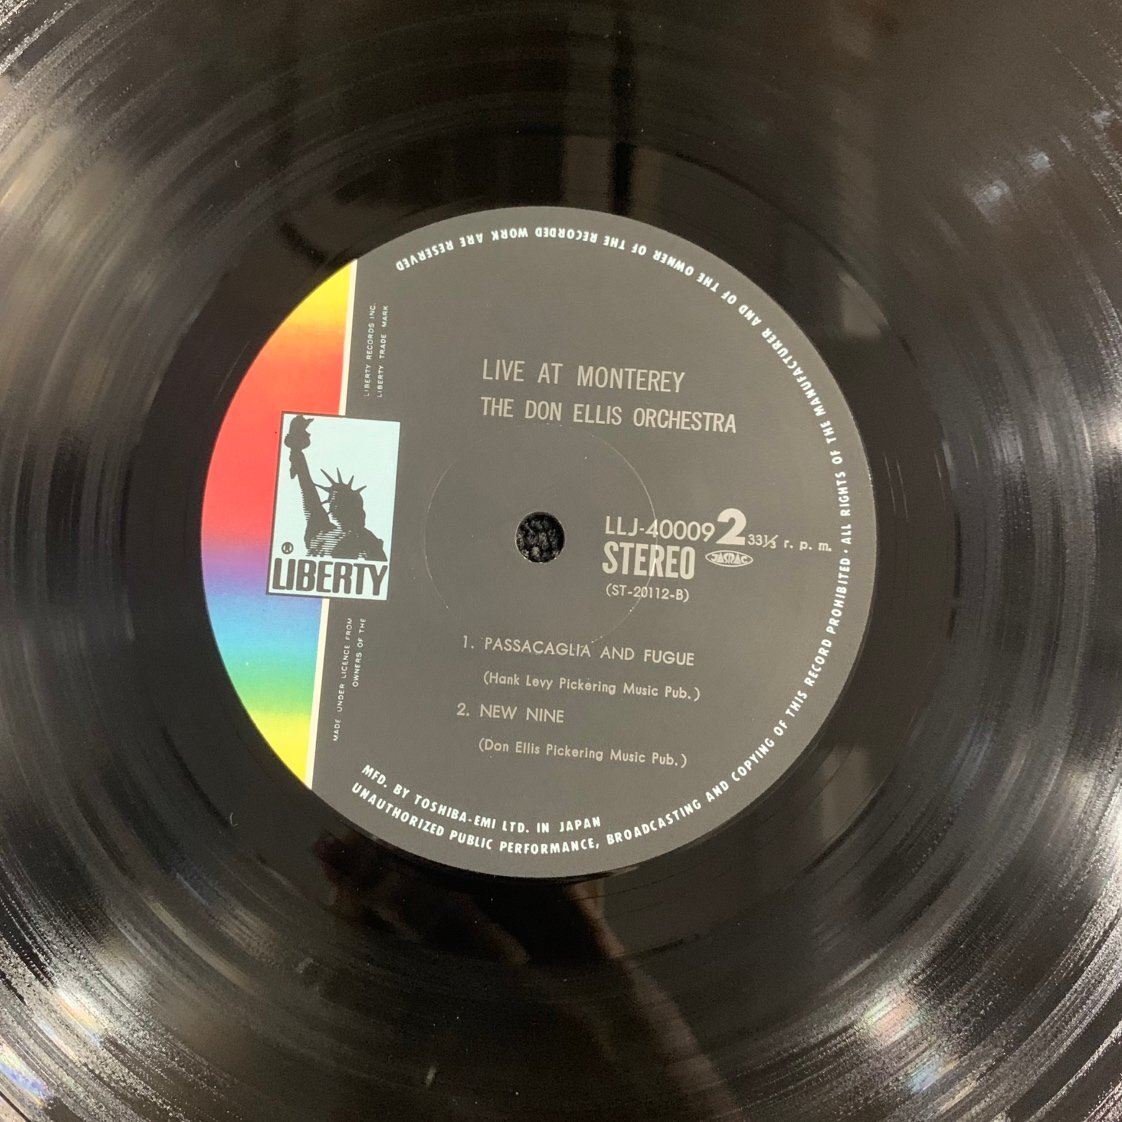 LIVE AT MONTEREY
THE DON ELLIS ORCHESTRA
LLJ-40009 2 33⅓ r. p. m.
STEREO JASRAC
(ST-20112-B)
1. PASSACAGLIA AND FUGUE
(Hank Levy Pickering Music Pub.)
2. NEW NINE
(Don Ellis Pickering Music Pub.)
LIBERTY RECORDS INC.
LIBERTY TRADE MARK
® LIBERTY
MADE UNDER LICENCE FROM
OWNERS OF THE
MFD. BY TOSHIBA-EMI LTD. IN JAPAN
UNAUTHORIZED PUBLIC PERFORMANCE, BROADCASTING AND COPYING OF THIS RECORD PROHIBITED · ALL RIGHTS OF THE MANUFACTURER AND OF THE OWNER OF THE RECORDED WORK ARE RESERVED